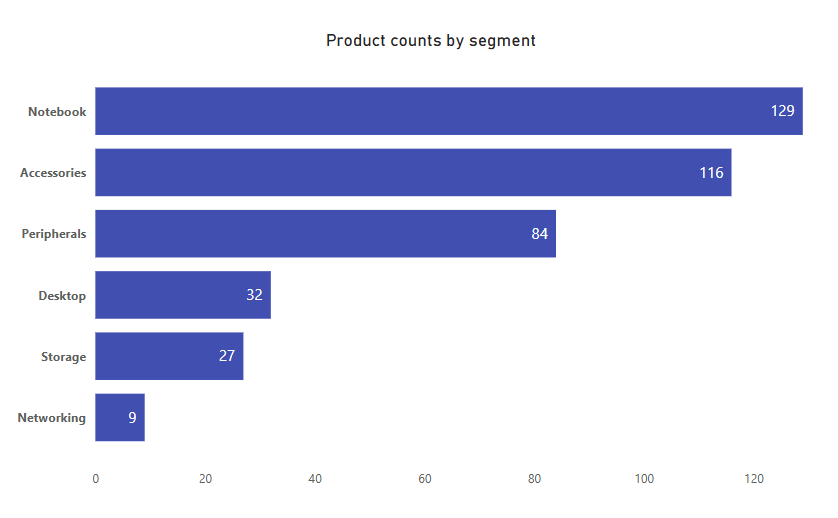 Product counts by segment
Notebook 129
Accessories 116
Peripherals 84
Desktop 32
Storage 27
Networking 9
0 20 40 60 80 100 120